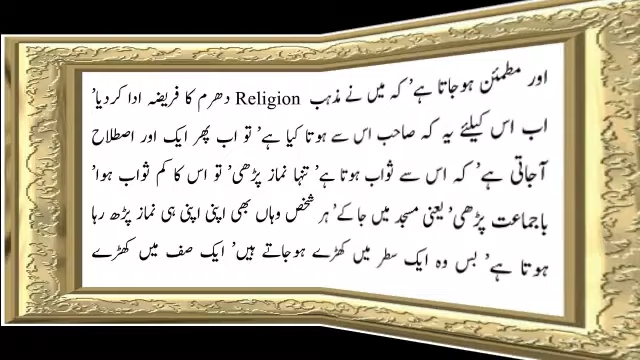 اور مطمئن ہوجاتا ہے’ کہ میں نے مذہب Religion دھرم کا فریضہ ادا کردیا’
اب اس کیلئے یہ کہ صاحب اس سے ہوتا کیا ہے’ تو اب پھر ایک اور اصطلاح
آجاتی ہے’ کہ اس سے ثواب ہوتا ہے’ تنہا نماز پڑھی’ تو اس کا کم ثواب ہوا’
باجماعت پڑھی’ یعنی مسجد میں جا کے’ ہر شخص وہاں بھی اپنی اپنی ہی نماز پڑھ رہا
ہوتا ہے’ بس وہ ایک سطر میں کھڑے ہوجاتے ہیں’ ایک صف میں کھڑے